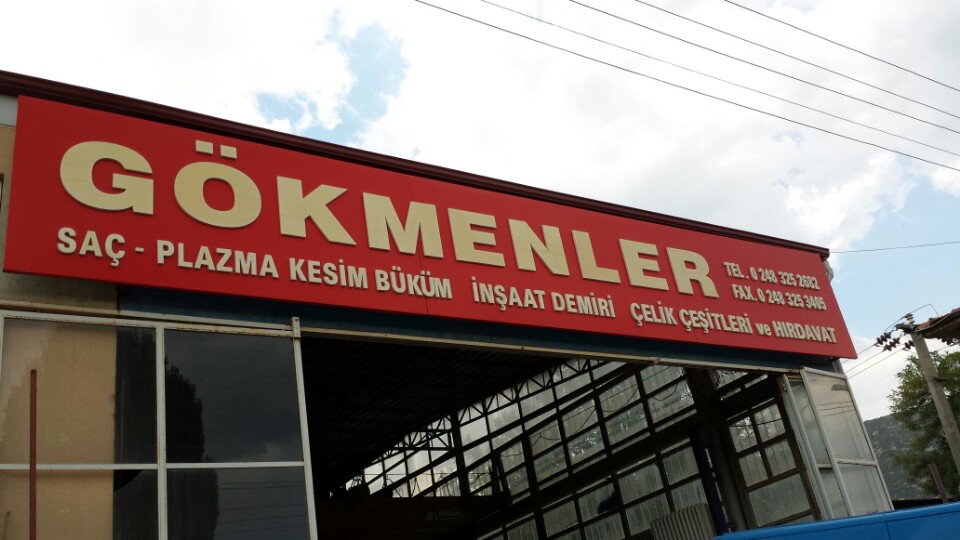 GÖKMENLER
TEL. 0 248 325 2682
FAX. 0 248 325 3405
SAÇ - PLAZMA KESİM BÜKÜM İNŞAAT DEMİRİ ÇELİK ÇEŞİTLERİ ve HIRDAVAT